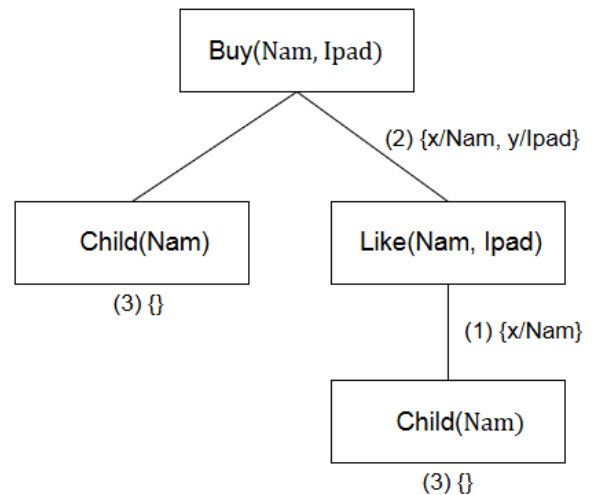 Buy(Nam, Ipad)
(2) {x/Nam, y/Ipad}
Child(Nam)
Like(Nam, Ipad)
(3) {}
(1) {x/Nam}
Child(Nam)
(3) {}